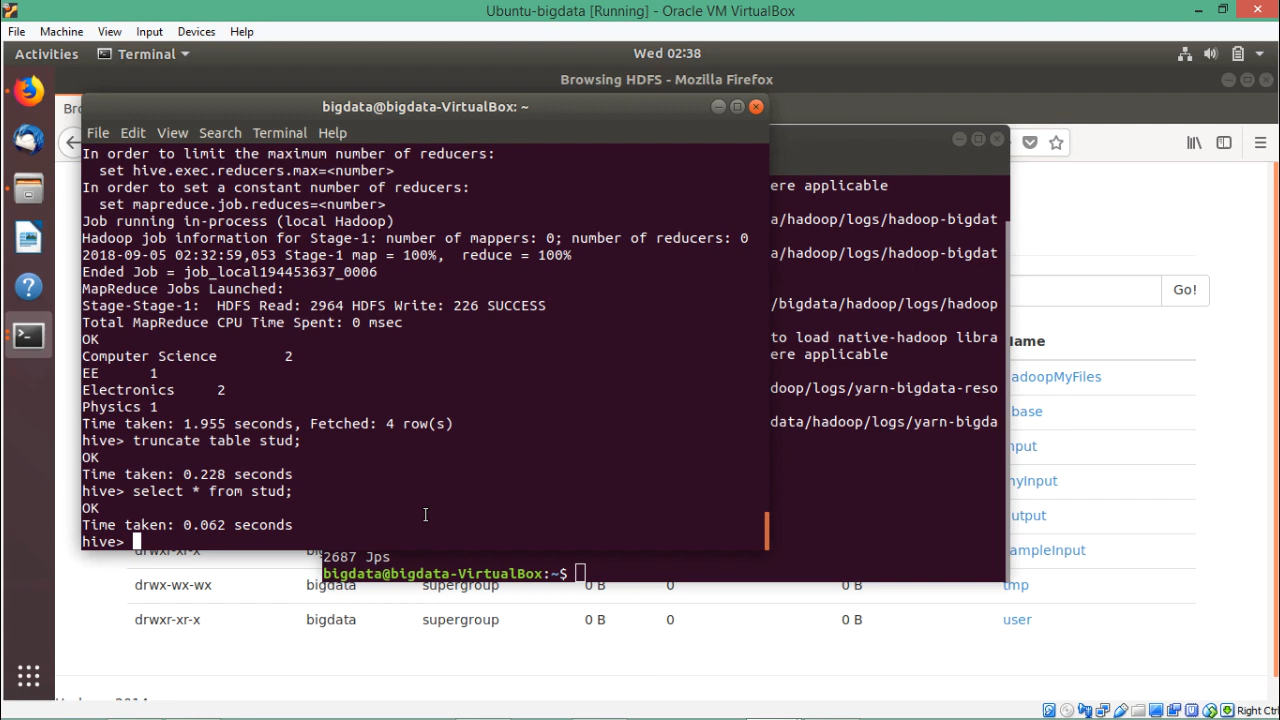 Ubuntu-bigdata [Running] - Oracle VM VirtualBox
File Machine View Input Devices Help
Activities Terminal Wed 02:38
Browsing HDFS - Mozilla Firefox
Bro
bigdata@bigdata-VirtualBox: ~
File Edit View Search Terminal Help
In order to limit the maximum number of reducers:
set hive.exec.reducers.max=<number>
In order to set a constant number of reducers:
set mapreduce.job.reduces=<number>
Job running in-process (local Hadoop)
Hadoop job information for Stage-1: number of mappers: 0; number of reducers: 0
2018-09-05 02:32:59,053 Stage-1 map = 100%, reduce = 100%
Ended Job = job_local194453637_0006
MapReduce Jobs Launched:
Stage-Stage-1: HDFS Read: 2964 HDFS Write: 226 SUCCESS
Total MapReduce CPU Time Spent: 0 msec
OK
Computer Science 2
EE 1
Electronics 2
Physics 1
Time taken: 1.955 seconds, Fetched: 4 row(s)
hive> truncate table stud;
OK
Time taken: 0.228 seconds
hive> select * from stud;
OK
Time taken: 0.062 seconds
hive>
ere applicable
a/hadoop/logs/hadoop-bigdat
a/hadoop/logs/hadoop-bigdat
/bigdata/hadoop/logs/hadoop
to load native-hadoop libra
ere applicable
doop/logs/yarn-bigdata-reso
data/hadoop/logs/yarn-bigda
2687 Jps
bigdata@bigdata-VirtualBox:~$
Go!
ame
adoopMyFiles
base
nput
nyInput
utput
ampleInput
drwxr-xr-x
drwx-wx-wx bigdata supergroup 0 B 0 0 B tmp
drwxr-xr-x bigdata supergroup 0 B 0 0 B user
Right Ctrl